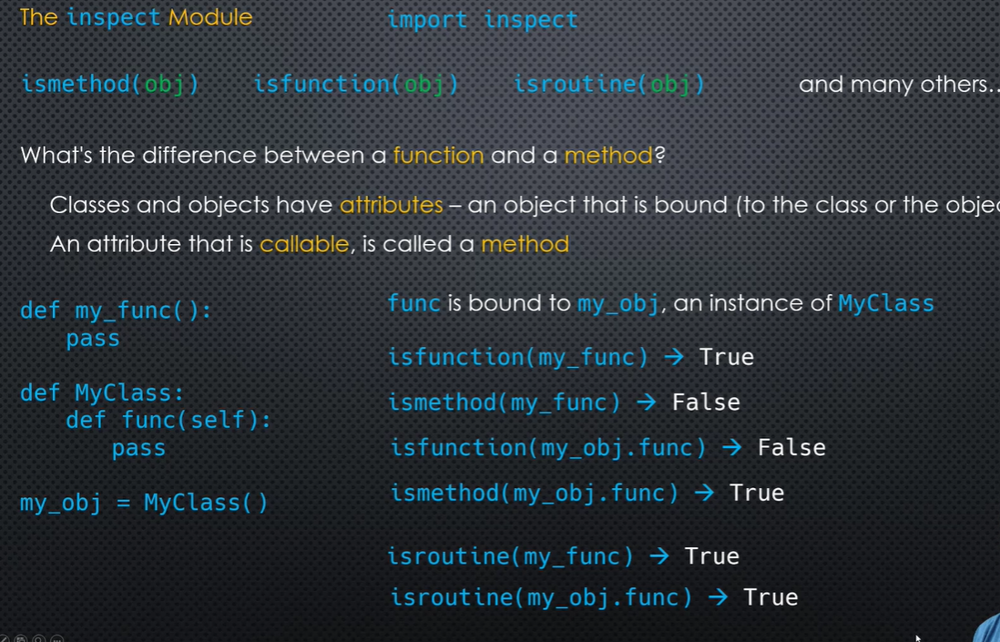 The inspect Module
import inspect
ismethod(obj) isfunction(obj) isroutine(obj) and many others..
What's the difference between a function and a method?
Classes and objects have attributes – an object that is bound (to the class or the objec
An attribute that is callable, is called a method
def my_func():
    pass
def MyClass:
    def func(self):
        pass
my_obj = MyClass()
func is bound to my_obj, an instance of MyClass
isfunction(my_func) → True
ismethod(my_func) → False
isfunction(my_obj.func) → False
ismethod(my_obj.func) → True
isroutine(my_func) → True
isroutine(my_obj.func) → True